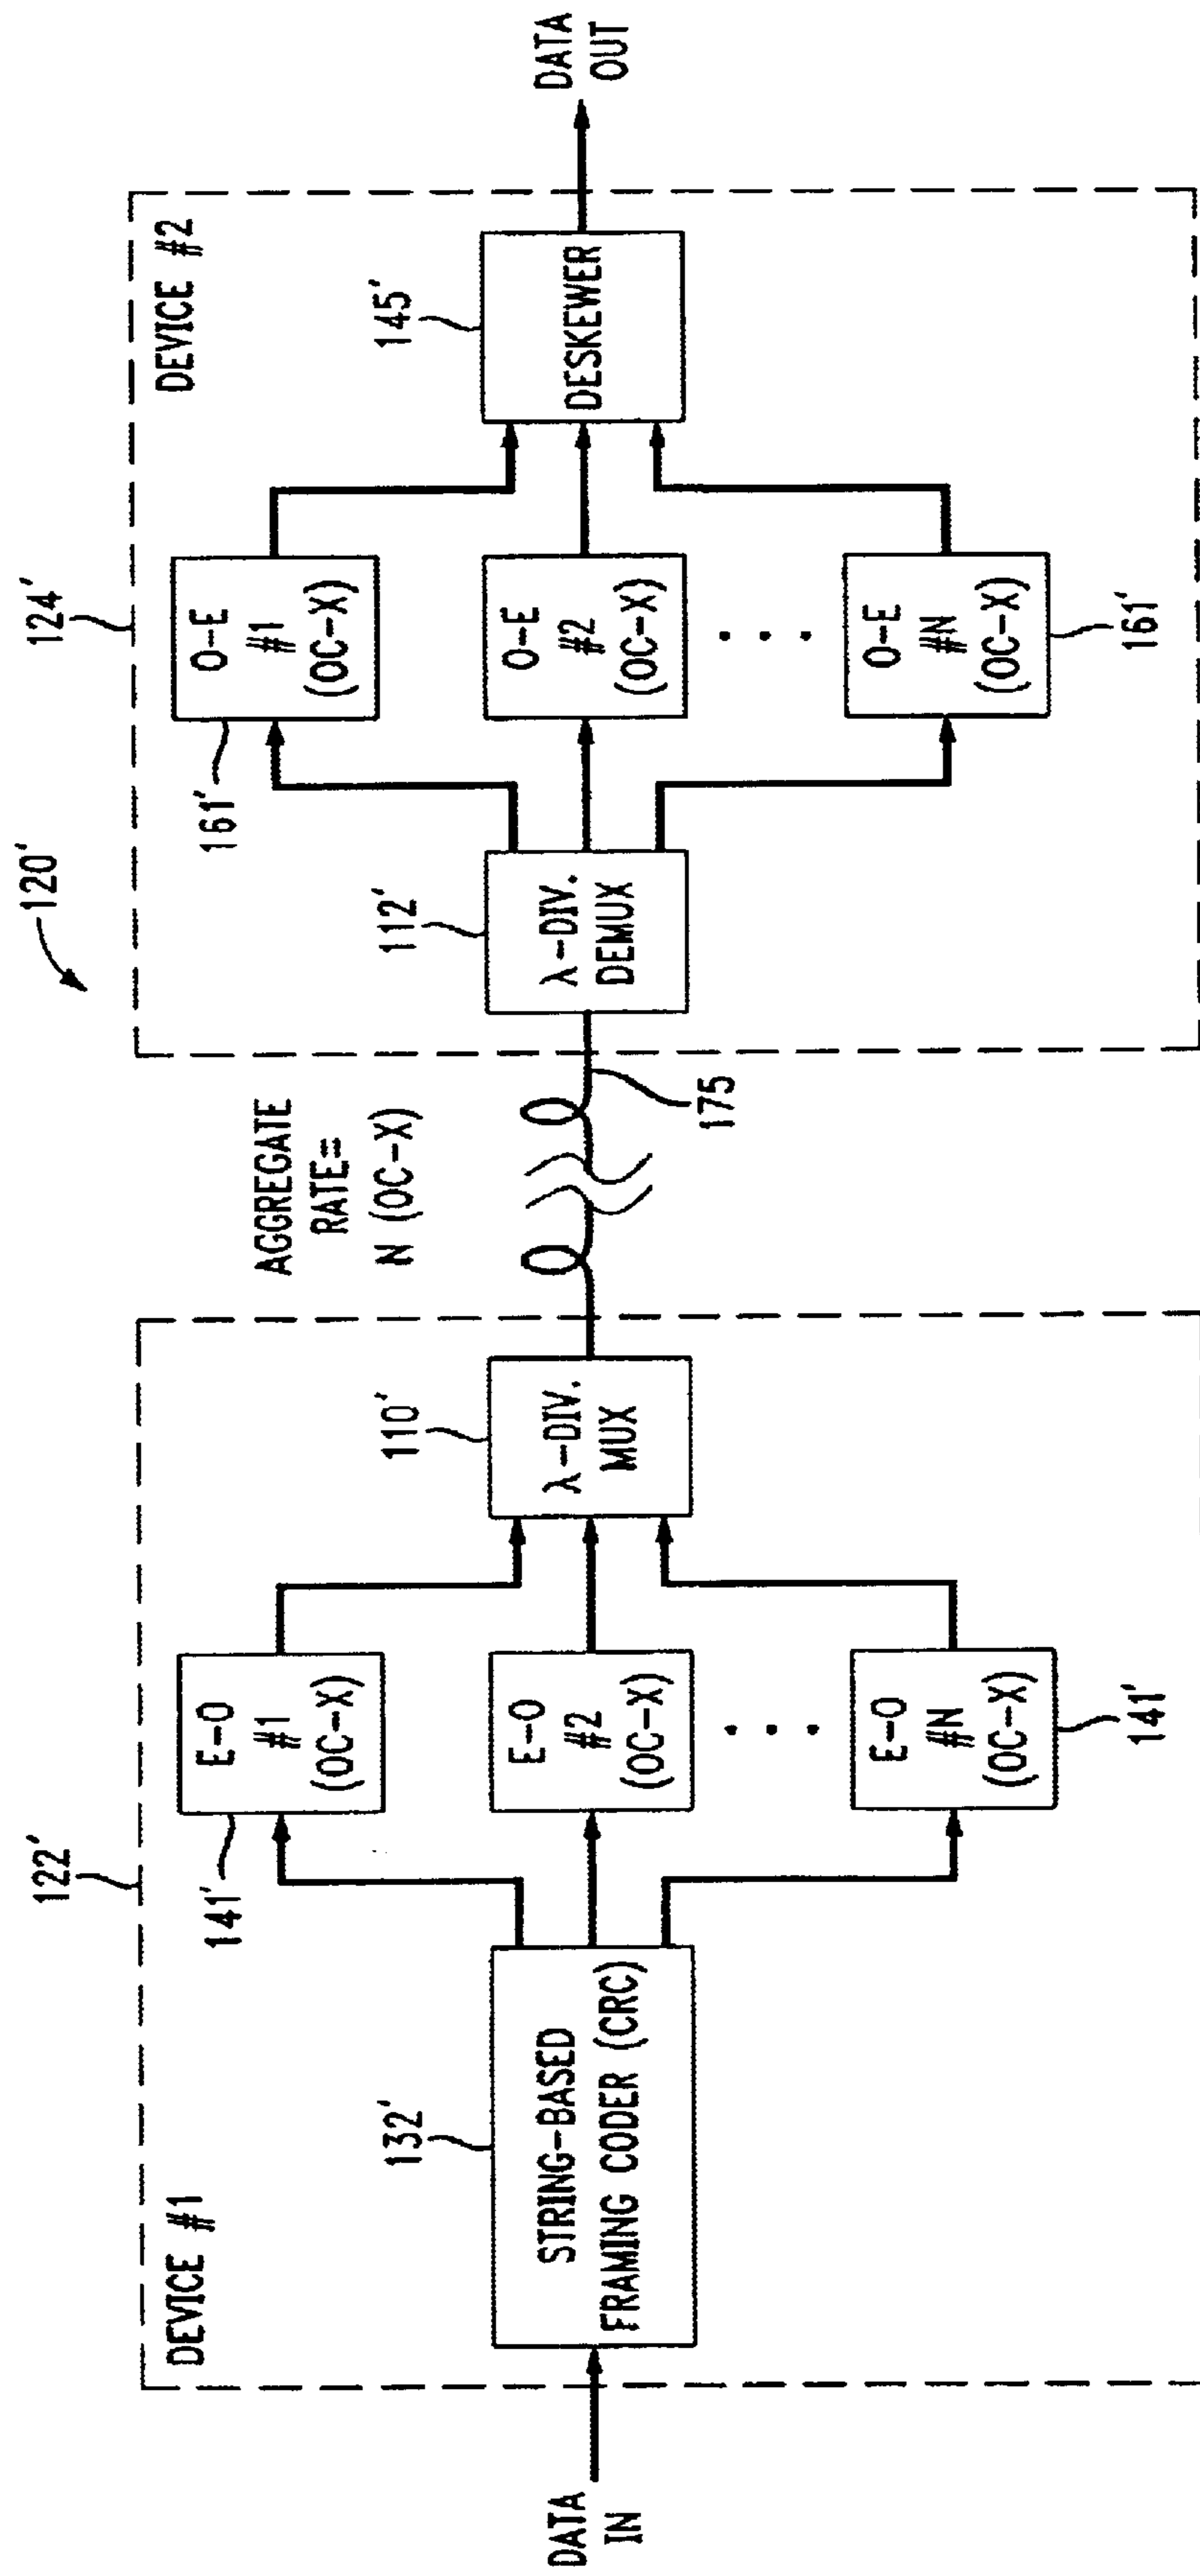 120'
122'
124'
DEVICE #1
DEVICE #2
DATA
IN
132'
STRING-BASED
FRAMING CODER (CRC)
141'
E-O
#1
(OC-X)
E-O
#2
(OC-X)
. . .
E-O
#N
(OC-X)
141'
110'
λ-DIV.
MUX
AGGREGATE
RATE=
N (OC-X)
175
112'
λ-DIV.
DEMUX
161'
O-E
#1
(OC-X)
O-E
#2
(OC-X)
. . .
O-E
#N
(OC-X)
161'
145'
DESKEWER
DATA
OUT